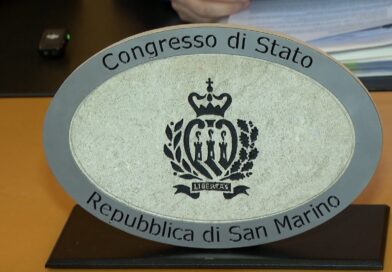 Congresso di Stato
LIBERTAS
Repubblica di San Marino